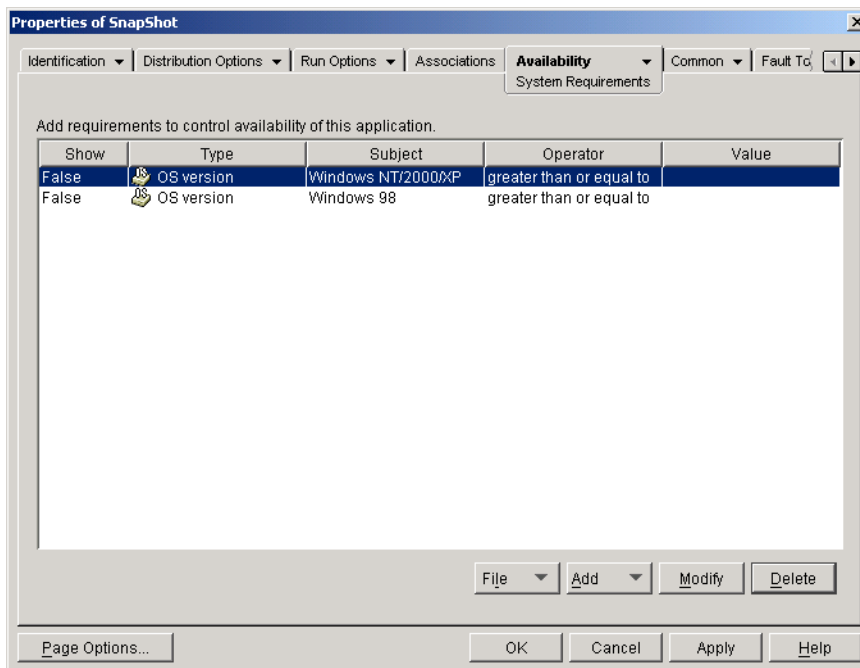 Properties of SnapShot
Identification Distribution Options Run Options Associations Availability Common Fault To
System Requirements
Add requirements to control availability of this application.
Show Type Subject Operator Value
False OS version Windows NT/2000/XP greater than or equal to
False OS version Windows 98 greater than or equal to
File Add Modify Delete
Page Options... OK Cancel Apply Help